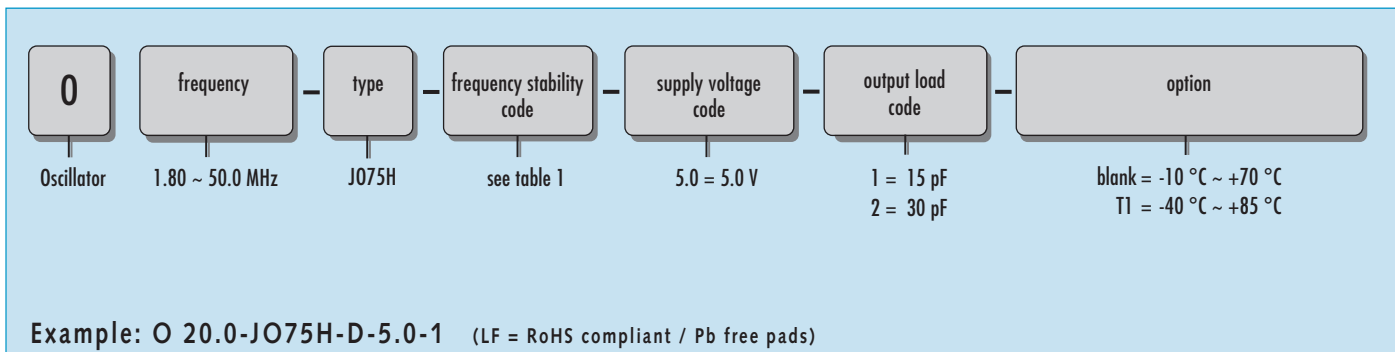 O
frequency – type – frequency stability code – supply voltage code – output load code – option
Oscillator
1.80 ~ 50.0 MHz
JO75H
see table 1
5.0 = 5.0 V
1 = 15 pF
2 = 30 pF
blank = -10 °C ~ +70 °C
T1 = -40 °C ~ +85 °C
Example: O 20.0-JO75H-D-5.0-1 (LF = RoHS compliant / Pb free pads)